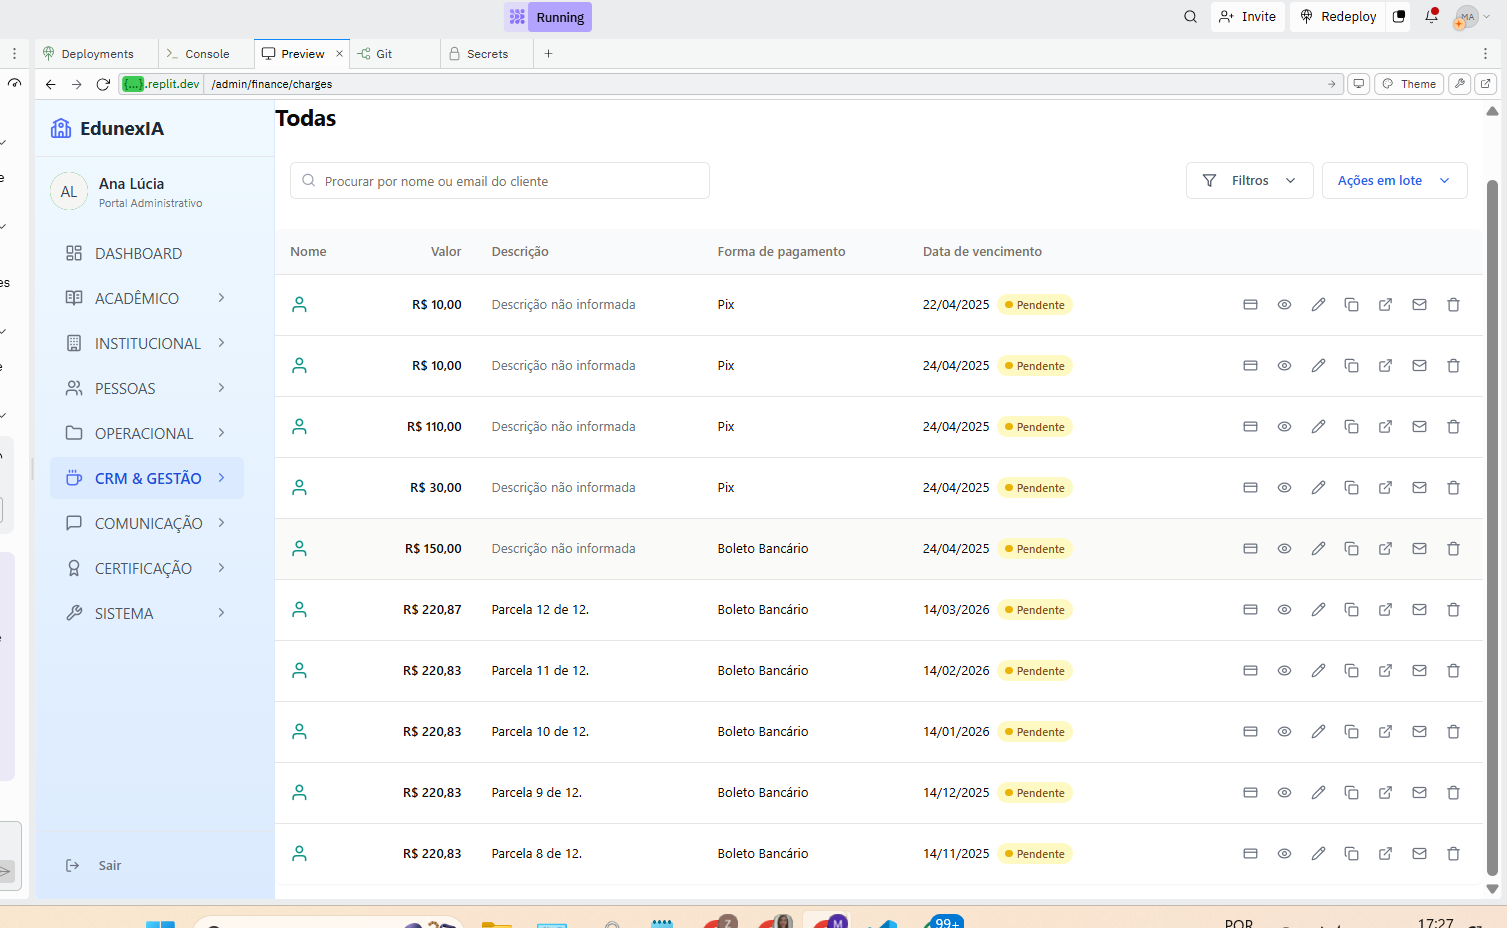 Running
Invite
Redeploy
MA
Deployments
Console
Preview
Git
Secrets
{...}.replit.dev
/admin/finance/charges
Theme
EdunexIA
AL
Ana Lúcia
Portal Administrativo
DASHBOARD
ACADÊMICO
INSTITUCIONAL
PESSOAS
OPERACIONAL
CRM & GESTÃO
COMUNICAÇÃO
CERTIFICAÇÃO
SISTEMA
Sair
Todas
Procurar por nome ou email do cliente
Filtros
Ações em lote
Nome Valor Descrição Forma de pagamento Data de vencimento
R$ 10,00 Descrição não informada Pix 22/04/2025 Pendente
R$ 10,00 Descrição não informada Pix 24/04/2025 Pendente
R$ 110,00 Descrição não informada Pix 24/04/2025 Pendente
R$ 30,00 Descrição não informada Pix 24/04/2025 Pendente
R$ 150,00 Descrição não informada Boleto Bancário 24/04/2025 Pendente
R$ 220,87 Parcela 12 de 12. Boleto Bancário 14/03/2026 Pendente
R$ 220,83 Parcela 11 de 12. Boleto Bancário 14/02/2026 Pendente
R$ 220,83 Parcela 10 de 12. Boleto Bancário 14/01/2026 Pendente
R$ 220,83 Parcela 9 de 12. Boleto Bancário 14/12/2025 Pendente
R$ 220,83 Parcela 8 de 12. Boleto Bancário 14/11/2025 Pendente
Z
M
99+
POR
17:27